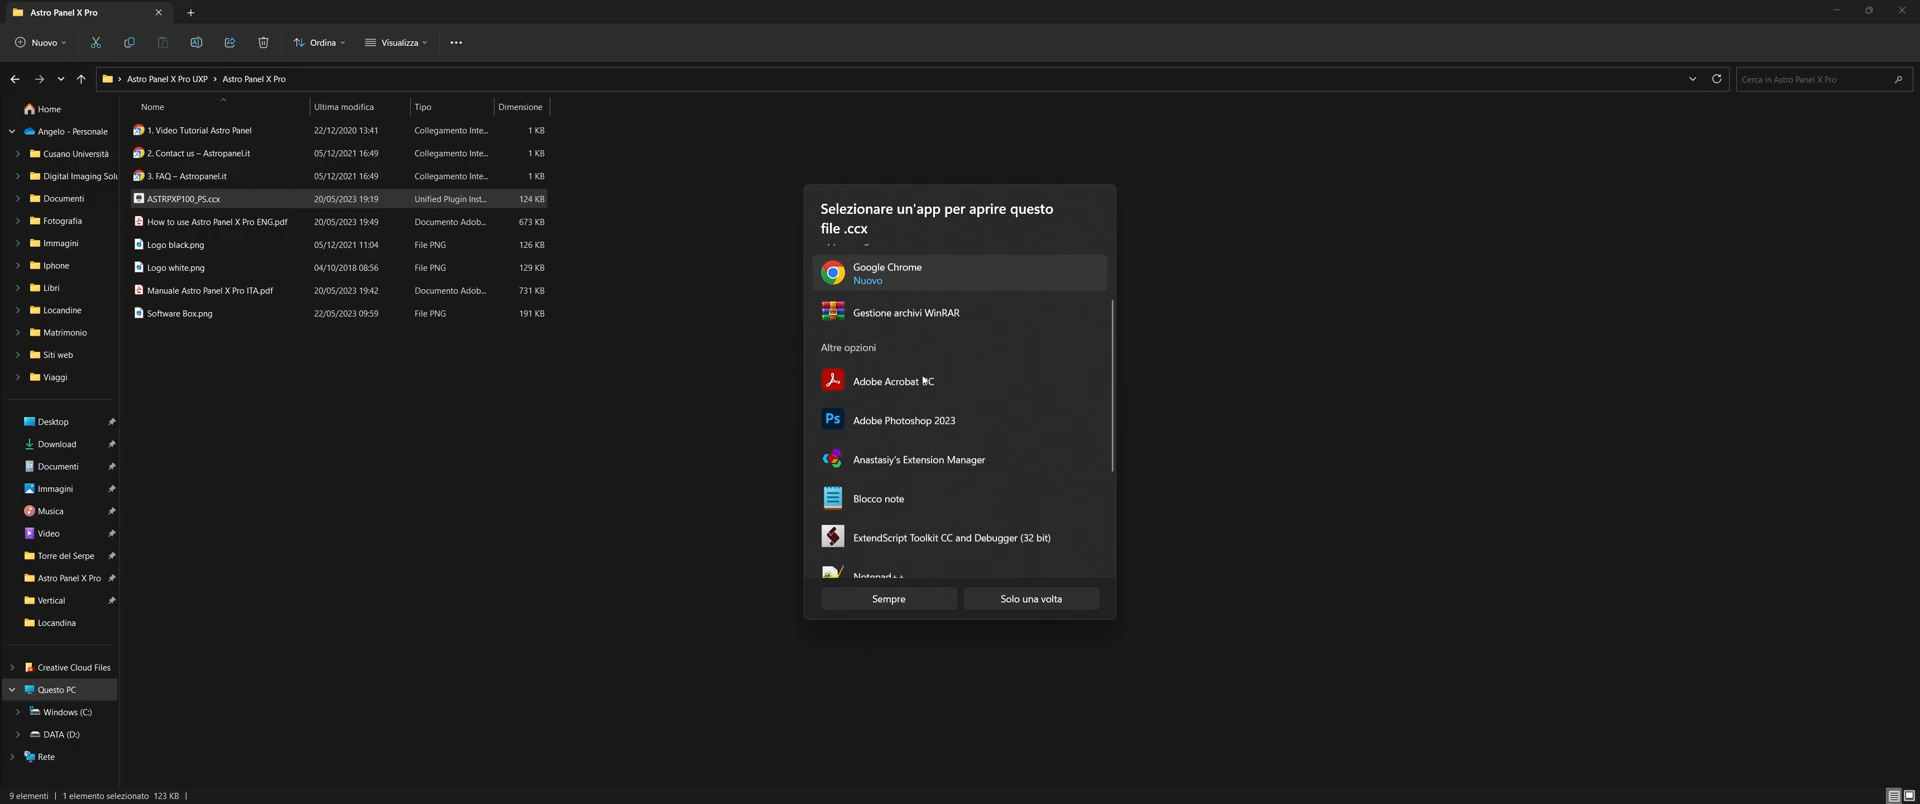 Astro Panel X Pro
Nuovo
Ordina
Visualizza
Astro Panel X Pro UXP > Astro Panel X Pro
Cerca in Astro Panel X Pro
Home
Angelo - Personale
Cusano Università
Digital Imaging Solu
Documenti
Fotografia
Immagini
Iphone
Libri
Locandine
Matrimonio
Siti web
Viaggi
Desktop
Download
Documenti
Immagini
Musica
Video
Torre del Serpe
Astro Panel X Pro
Vertical
Locandina
Creative Cloud Files
Questo PC
Windows (C:)
DATA (D:)
Rete
Nome Ultima modifica Tipo Dimensione
1. Video Tutorial Astro Panel 22/12/2020 13:41 Collegamento Inte... 1 KB
2. Contact us – Astropanel.it 05/12/2021 16:49 Collegamento Inte... 1 KB
3. FAQ – Astropanel.it 05/12/2021 16:49 Collegamento Inte... 1 KB
ASTRPXP100_PS.ccx 20/05/2023 19:19 Unified Plugin Inst... 124 KB
How to use Astro Panel X Pro ENG.pdf 20/05/2023 19:49 Documento Adob... 673 KB
Logo black.png 05/12/2021 11:04 File PNG 126 KB
Logo white.png 04/10/2018 08:56 File PNG 129 KB
Manuale Astro Panel X Pro ITA.pdf 20/05/2023 19:42 Documento Adob... 731 KB
Software Box.png 22/05/2023 09:59 File PNG 191 KB
Selezionare un'app per aprire questo
file .ccx
Google Chrome
Nuovo
Gestione archivi WinRAR
Altre opzioni
Adobe Acrobat DC
Adobe Photoshop 2023
Anastasiy's Extension Manager
Blocco note
ExtendScript Toolkit CC and Debugger (32 bit)
Notepad++
Sempre
Solo una volta
9 elementi
1 elemento selezionato 123 KB
Ps